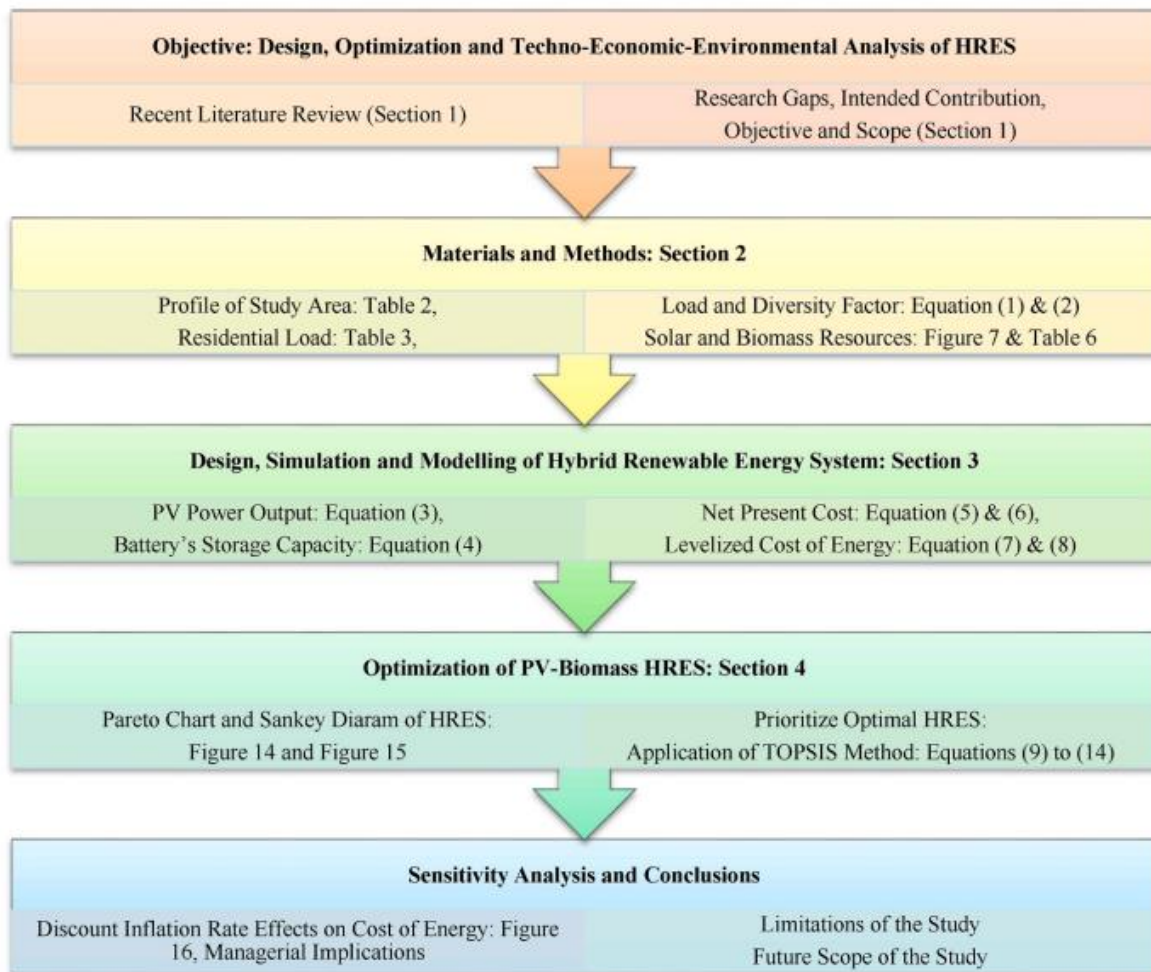 Objective: Design, Optimization and Techno-Economic-Environmental Analysis of HRES
Recent Literature Review (Section 1)
Research Gaps, Intended Contribution,
Objective and Scope (Section 1)
Materials and Methods: Section 2
Profile of Study Area: Table 2,
Residential Load: Table 3,
Load and Diversity Factor: Equation (1) & (2)
Solar and Biomass Resources: Figure 7 & Table 6
Design, Simulation and Modelling of Hybrid Renewable Energy System: Section 3
PV Power Output: Equation (3),
Battery's Storage Capacity: Equation (4)
Net Present Cost: Equation (5) & (6),
Levelized Cost of Energy: Equation (7) & (8)
Optimization of PV-Biomass HRES: Section 4
Pareto Chart and Sankey Diaram of HRES:
Figure 14 and Figure 15
Prioritize Optimal HRES:
Application of TOPSIS Method: Equations (9) to (14)
Sensitivity Analysis and Conclusions
Discount Inflation Rate Effects on Cost of Energy: Figure
16, Managerial Implications
Limitations of the Study
Future Scope of the Study